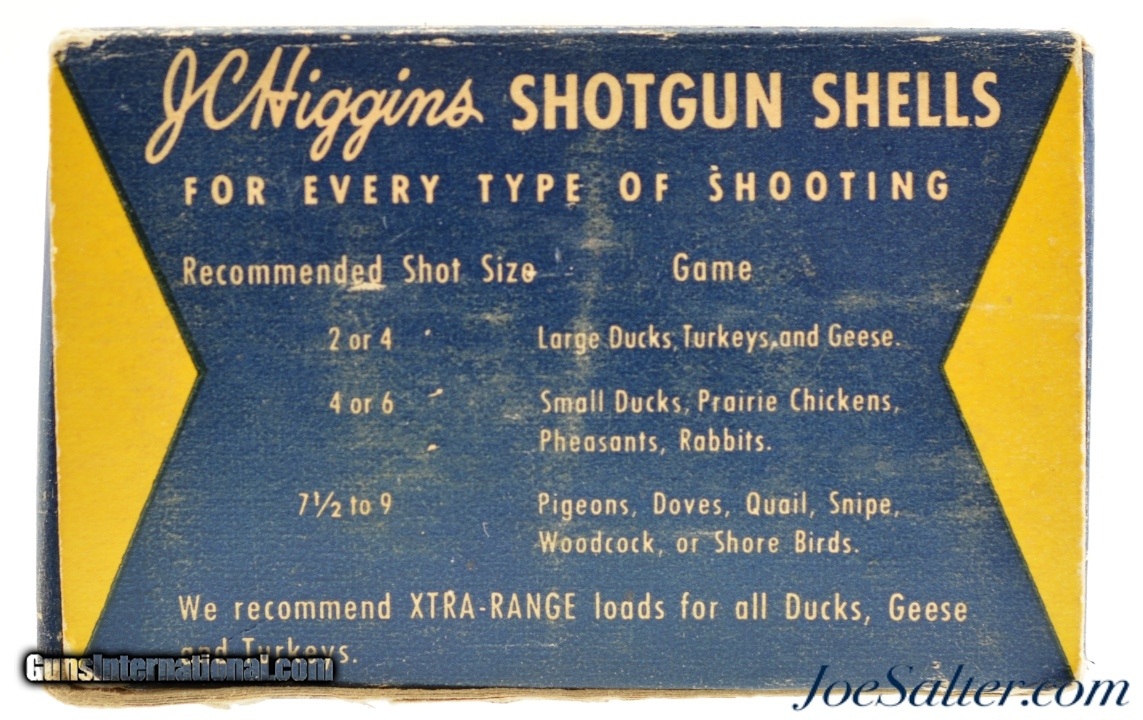 JCHiggins SHOTGUN SHELLS
FOR EVERY TYPE OF SHOOTING
Recommended Shot Size Game
2 or 4 Large Ducks, Turkeys, and Geese.
4 or 6 Small Ducks, Prairie Chickens,
Pheasants, Rabbits.
7½ to 9 Pigeons, Doves, Quail, Snipe,
Woodcock, or Shore Birds.
We recommend XTRA-RANGE loads for all Ducks, Geese
and Turkeys.
GunsInternational.com
JoeSalter.com